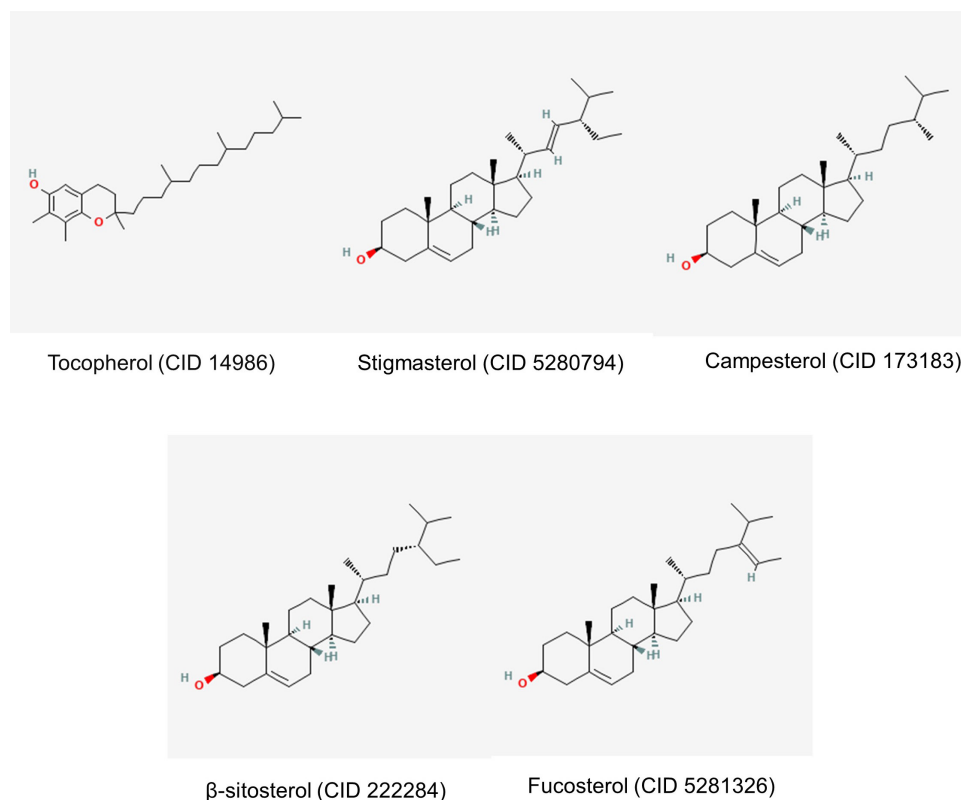 H
O
O
Tocopherol (CID 14986)
H
H
H
H
H
H
H
O
Stigmasterol (CID 5280794)
H
H
H
H
H
O
Campesterol (CID 173183)
H
H
H
H
H
O
β-sitosterol (CID 222284)
H
H
H
H
H
H
O
Fucosterol (CID 5281326)